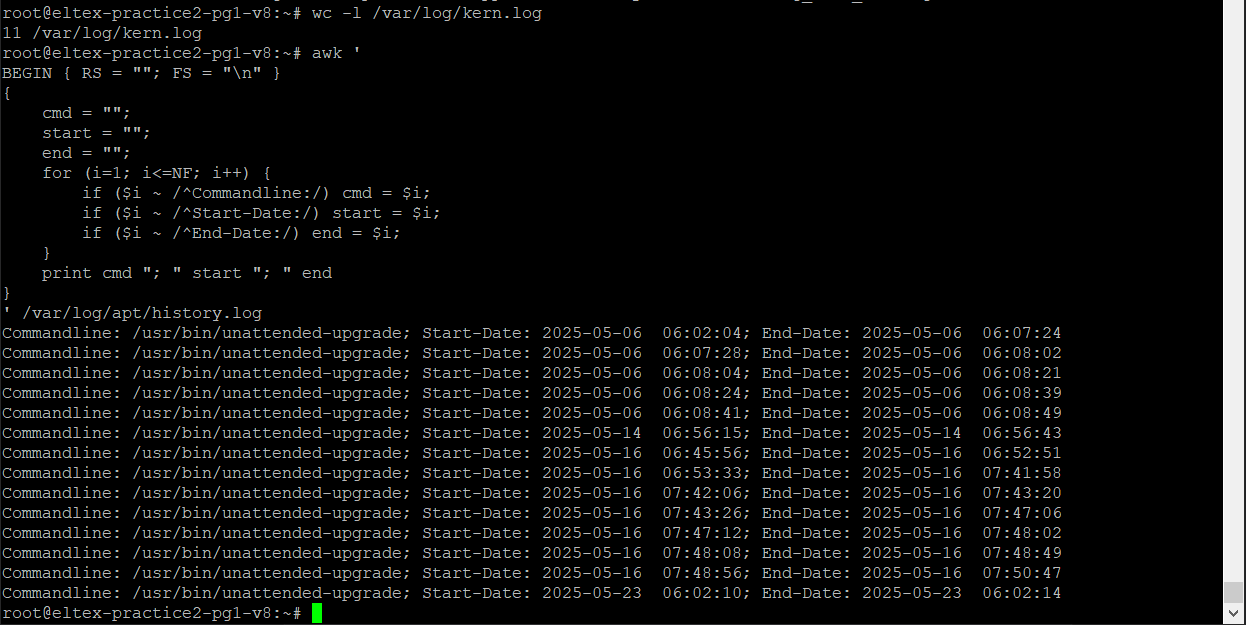 root@eltex-practice2-pg1-v8:~# wc -l /var/log/kern.log
11 /var/log/kern.log
root@eltex-practice2-pg1-v8:~# awk '
BEGIN { RS = ""; FS = "\n" }
{
    cmd = "";
    start = "";
    end = "";
    for (i=1; i<=NF; i++) {
        if ($i ~ /^Commandline:/) cmd = $i;
        if ($i ~ /^Start-Date:/) start = $i;
        if ($i ~ /^End-Date:/) end = $i;
    }
    print cmd "; " start "; " end
}
' /var/log/apt/history.log
Commandline: /usr/bin/unattended-upgrade; Start-Date: 2025-05-06  06:02:04; End-Date: 2025-05-06  06:07:24
Commandline: /usr/bin/unattended-upgrade; Start-Date: 2025-05-06  06:07:28; End-Date: 2025-05-06  06:08:02
Commandline: /usr/bin/unattended-upgrade; Start-Date: 2025-05-06  06:08:04; End-Date: 2025-05-06  06:08:21
Commandline: /usr/bin/unattended-upgrade; Start-Date: 2025-05-06  06:08:24; End-Date: 2025-05-06  06:08:39
Commandline: /usr/bin/unattended-upgrade; Start-Date: 2025-05-06  06:08:41; End-Date: 2025-05-06  06:08:49
Commandline: /usr/bin/unattended-upgrade; Start-Date: 2025-05-14  06:56:15; End-Date: 2025-05-14  06:56:43
Commandline: /usr/bin/unattended-upgrade; Start-Date: 2025-05-16  06:45:56; End-Date: 2025-05-16  06:52:51
Commandline: /usr/bin/unattended-upgrade; Start-Date: 2025-05-16  06:53:33; End-Date: 2025-05-16  07:41:58
Commandline: /usr/bin/unattended-upgrade; Start-Date: 2025-05-16  07:42:06; End-Date: 2025-05-16  07:43:20
Commandline: /usr/bin/unattended-upgrade; Start-Date: 2025-05-16  07:43:26; End-Date: 2025-05-16  07:47:06
Commandline: /usr/bin/unattended-upgrade; Start-Date: 2025-05-16  07:47:12; End-Date: 2025-05-16  07:48:02
Commandline: /usr/bin/unattended-upgrade; Start-Date: 2025-05-16  07:48:08; End-Date: 2025-05-16  07:48:49
Commandline: /usr/bin/unattended-upgrade; Start-Date: 2025-05-16  07:48:56; End-Date: 2025-05-16  07:50:47
Commandline: /usr/bin/unattended-upgrade; Start-Date: 2025-05-23  06:02:10; End-Date: 2025-05-23  06:02:14
root@eltex-practice2-pg1-v8:~#